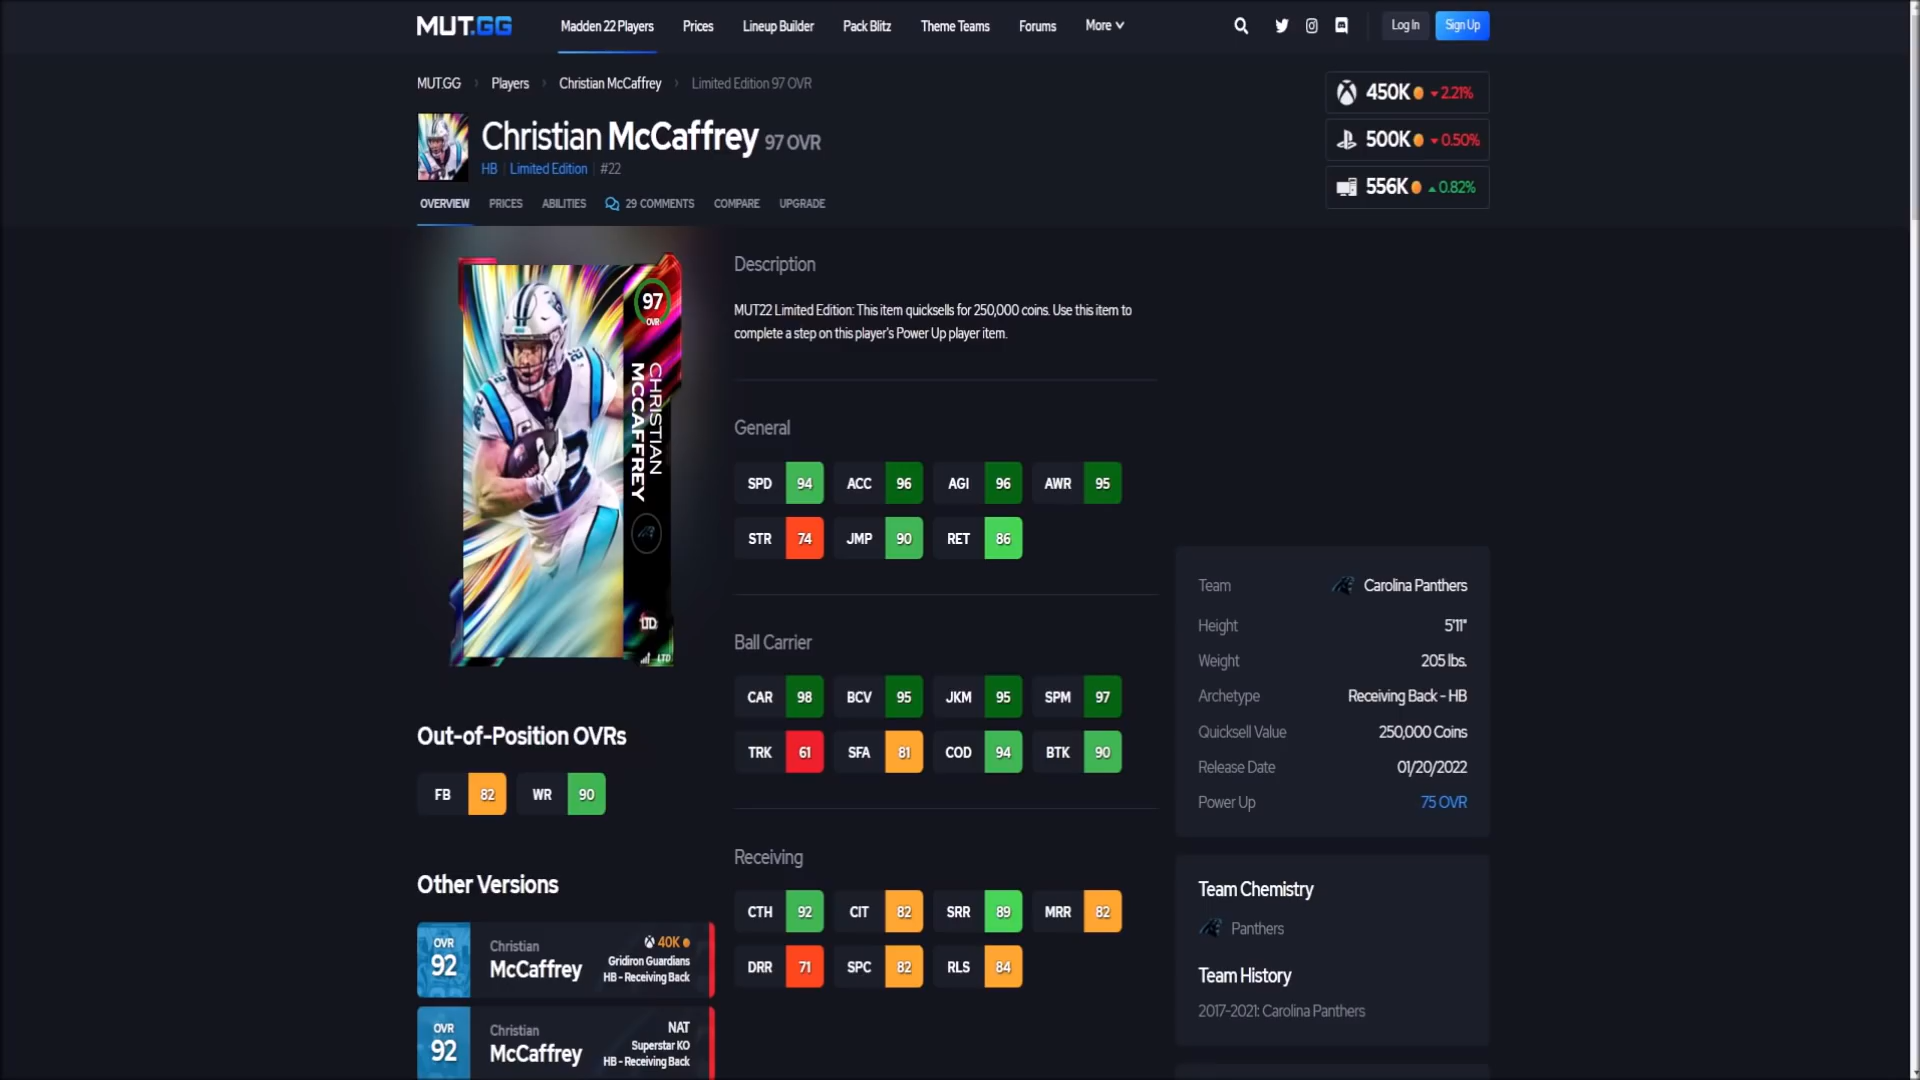 MUT.GG
Madden 22 Players
Prices
Lineup Builder
Pack Blitz
Theme Teams
Forums
More
Log In
Sign Up
MUT.GG › Players › Christian McCaffrey › Limited Edition 97 OVR
Christian McCaffrey 97 OVR
HB | Limited Edition | #22
450K 2.21%
500K 0.50%
556K 0.82%
OVERVIEW
PRICES
ABILITIES
29 COMMENTS
COMPARE
UPGRADE
97
OVR
CHRISTIAN
MCCAFFREY
LTD
LTD
Description
MUT22 Limited Edition: This item quicksells for 250,000 coins. Use this item to
complete a step on this player's Power Up player item.
General
SPD 94 ACC 96 AGI 96 AWR 95
STR 74 JMP 90 RET 86
Ball Carrier
CAR 98 BCV 95 JKM 95 SPM 97
TRK 61 SFA 81 COD 94 BTK 90
Receiving
CTH 92 CIT 82 SRR 89 MRR 82
DRR 71 SPC 82 RLS 84
Out-of-Position OVRs
FB 82 WR 90
Other Versions
OVR
92
Christian
McCaffrey
40K
Gridiron Guardians
HB - Receiving Back
OVR
92
Christian
McCaffrey
NAT
Superstar KO
HB - Receiving Back
Team Carolina Panthers
Height 5'11"
Weight 205 lbs.
Archetype Receiving Back - HB
Quicksell Value 250,000 Coins
Release Date 01/20/2022
Power Up 75 OVR
Team Chemistry
Panthers
Team History
2017-2021: Carolina Panthers